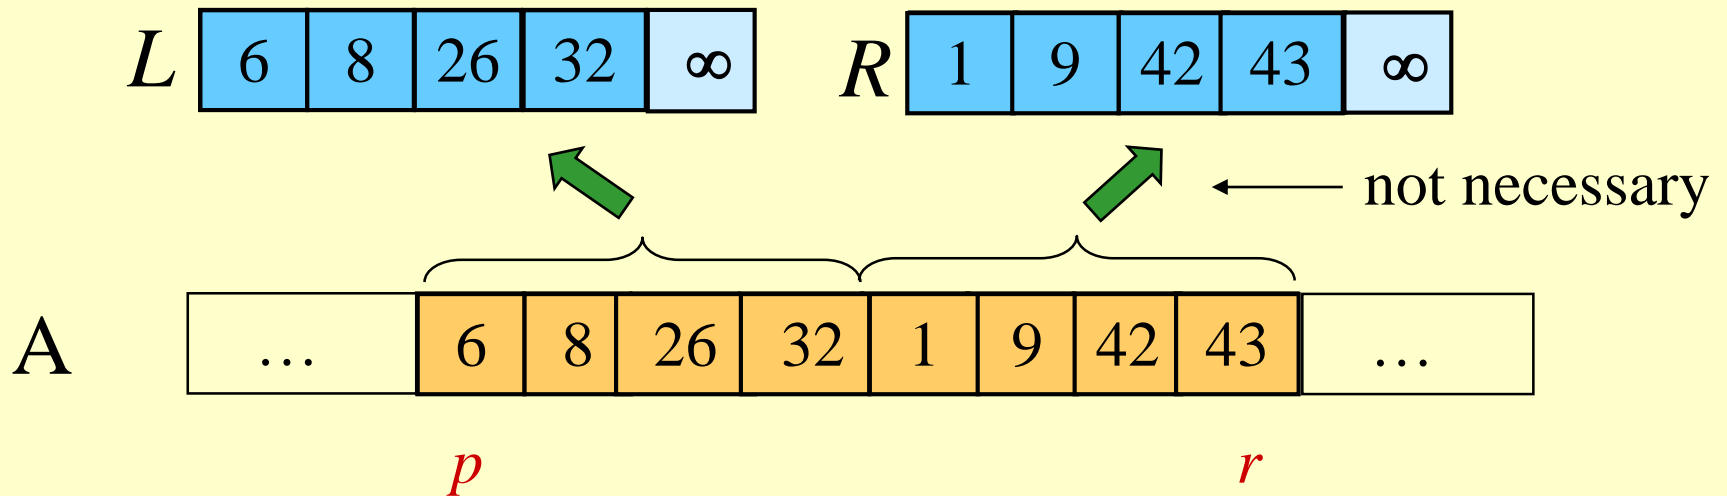 L 6 8 26 32 ∞ R 1 9 42 43 ∞
not necessary
A … 6 8 26 32 1 9 42 43 …
p r